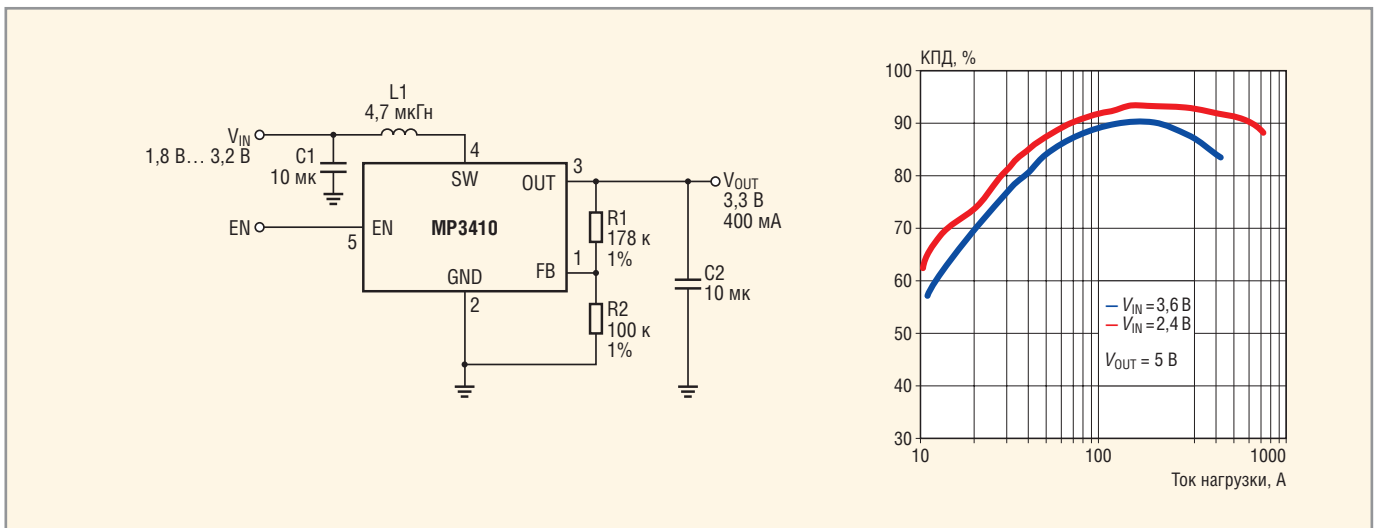 L1
4,7 мкГн
V_IN
1,8 В... 3,2 В
C1
10 мк
4
SW
OUT
3
V_OUT
3,3 В
400 мА
EN
5
EN
MP3410
R1
178 к
1%
FB
1
GND
2
R2
100 к
1%
C2
10 мк
КПД, %
100
90
80
70
60
50
40
30
10
100
1000
Ток нагрузки, А
V_IN = 3,6 В
V_IN = 2,4 В
V_OUT = 5 В